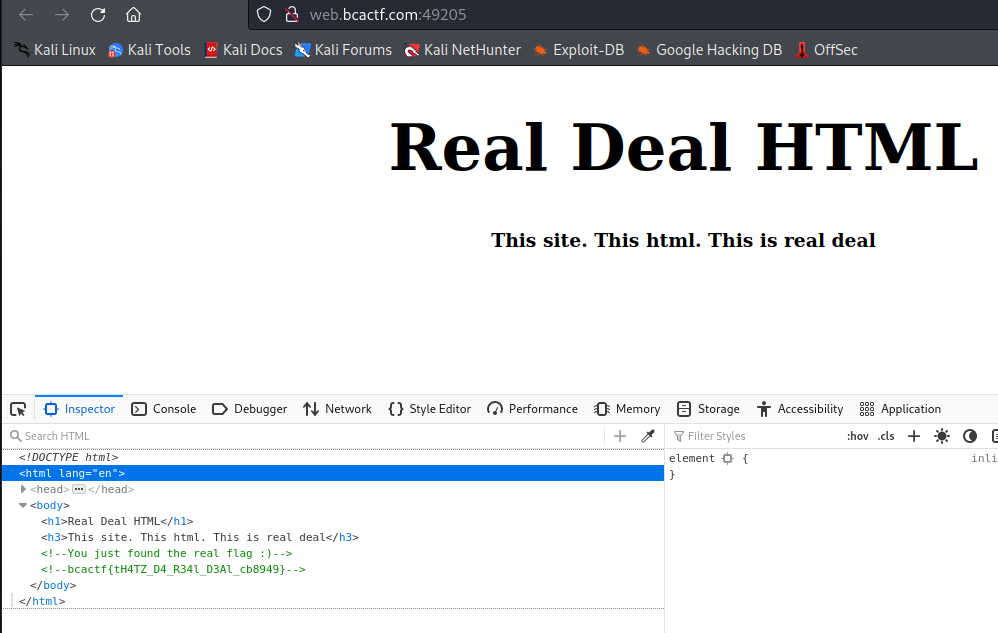 web.bcactf.com:49205
Kali Linux Kali Tools Kali Docs Kali Forums Kali NetHunter Exploit-DB Google Hacking DB OffSec
Real Deal HTML
This site. This html. This is real deal
Inspector Console Debugger Network Style Editor Performance Memory Storage Accessibility Application
Search HTML
Filter Styles :hov .cls
<!DOCTYPE html>
<html lang="en">
<head> ••• </head>
<body>
<h1>Real Deal HTML</h1>
<h3>This site. This html. This is real deal</h3>
<!--You just found the real flag :)-->
<!--bcactf{tH4TZ_D4_R34l_D3Al_cb8949}-->
</body>
</html>
element { inli
}